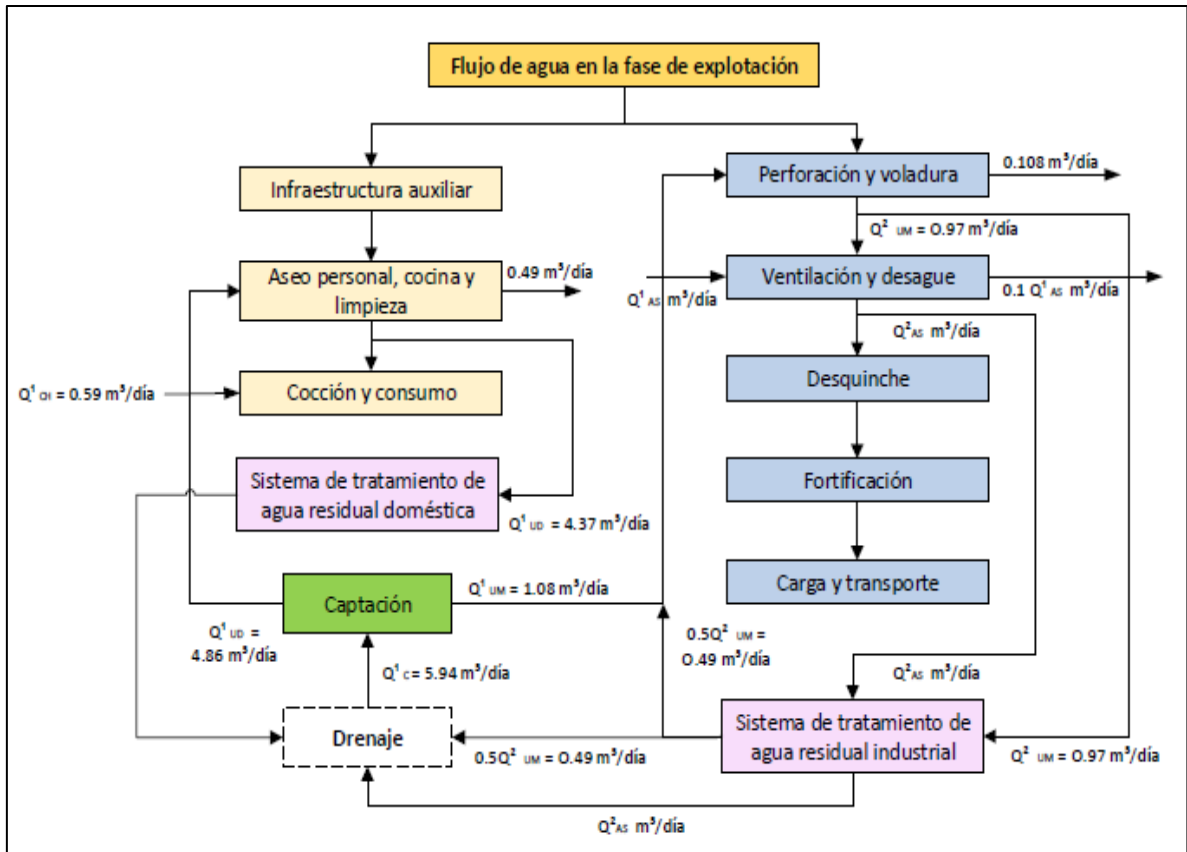 Flujo de agua en la fase de explotación
Infraestructura auxiliar
Perforación y voladura
0.108 m³/día
Q² UM = 0.97 m³/día
Aseo personal, cocina y
limpieza
0.49 m³/día
Q¹ AS m³/día
Ventilación y desague
0.1 Q¹ AS m³/día
Q²AS m³/día
Q¹ CH = 0.59 m³/día
Cocción y consumo
Desquinche
Sistema de tratamiento de
agua residual doméstica
Q¹ UD = 4.37 m³/día
Fortificación
Captación
Q¹ UM = 1.08 m³/día
Carga y transporte
Q¹ UD =
4.86 m³/día
0.5Q² UM =
0.49 m³/día
Q¹ C = 5.94 m³/día
Q²AS m³/día
Drenaje
0.5Q² UM = 0.49 m³/día
Sistema de tratamiento de
agua residual industrial
Q² UM = 0.97 m³/día
Q²AS m³/día